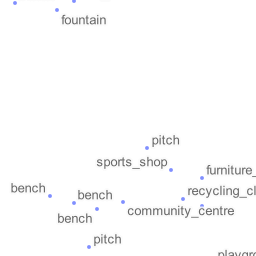 fountain
pitch
sports_shop
furniture_
recycling_cl
bench
bench
community_centre
bench
pitch